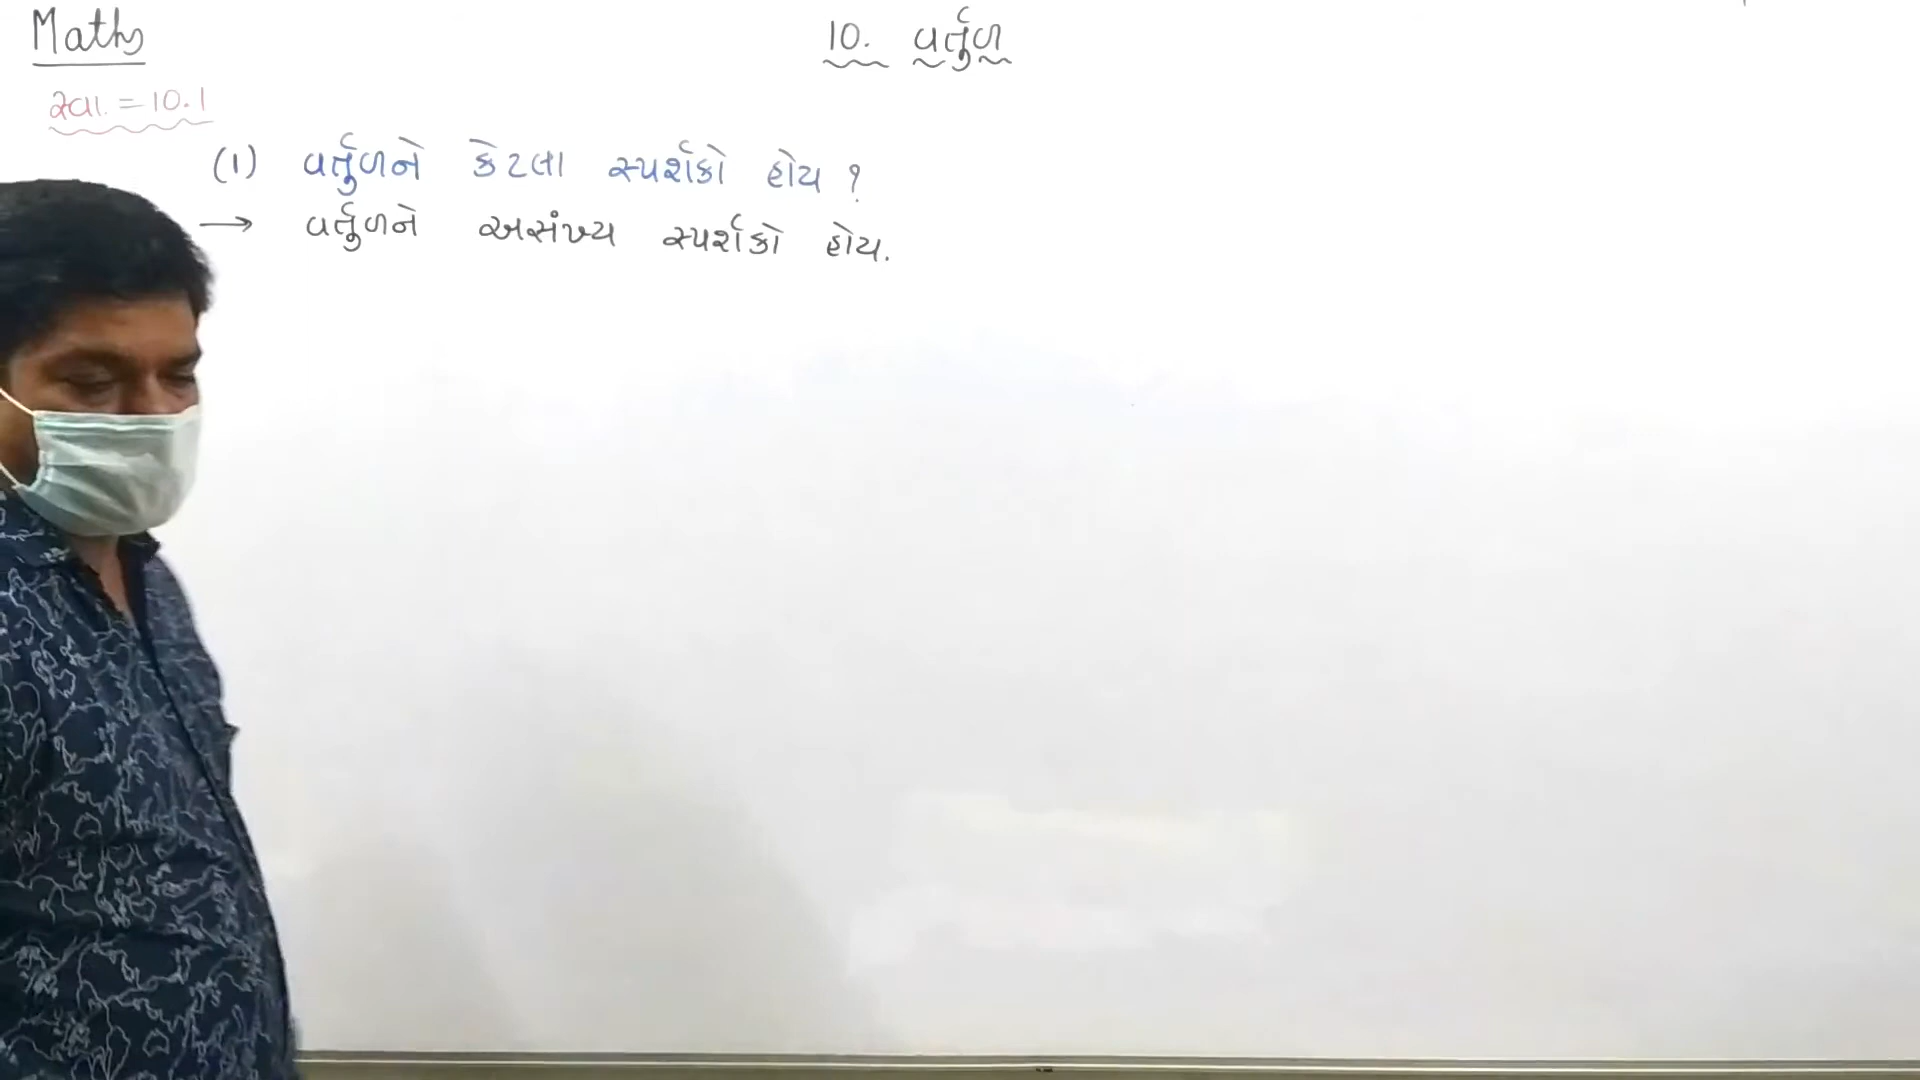 Maths
10. વર્તુળ
સ્વા. = 10.1
(1) વર્તુળને કેટલા સ્પર્શકો હોય ?
→ વર્તુળને અસંખ્ય સ્પર્શકો હોય.